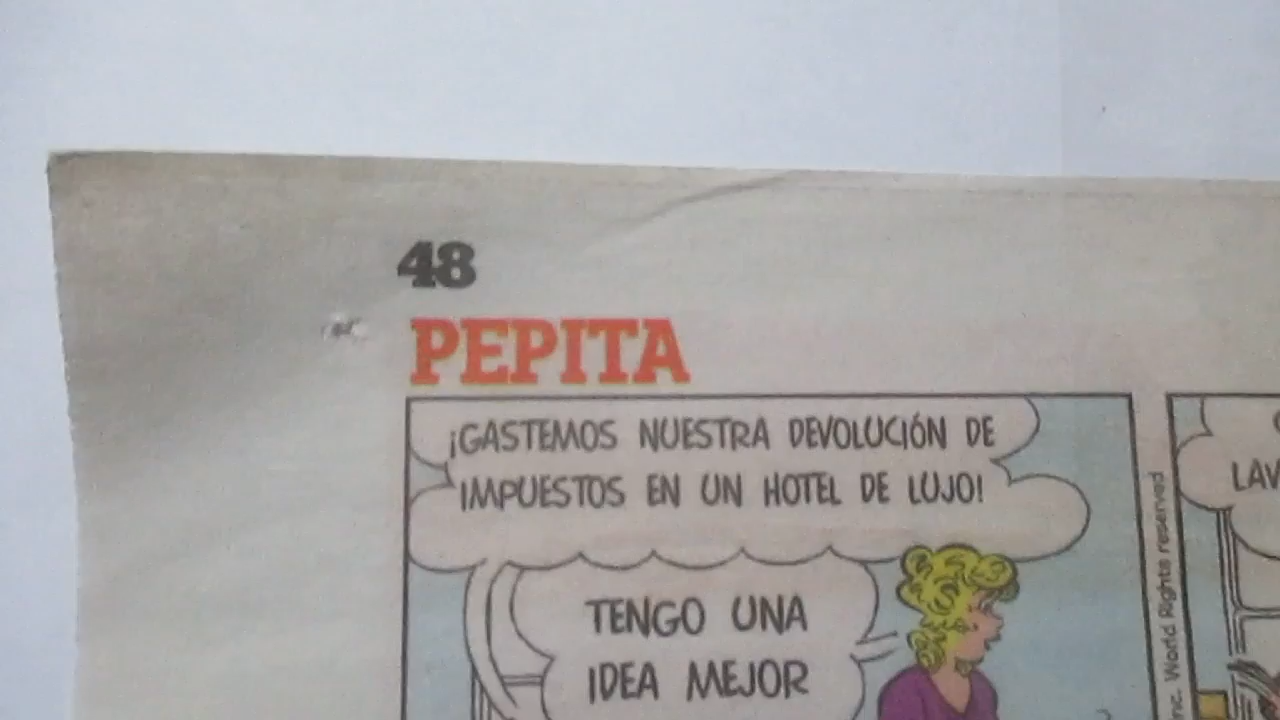 48
PEPITA
¡GASTEMOS NUESTRA DEVOLUCIÓN DE
IMPUESTOS EN UN HOTEL DE LUJO!
TENGO UNA
IDEA MEJOR
World Rights reserved